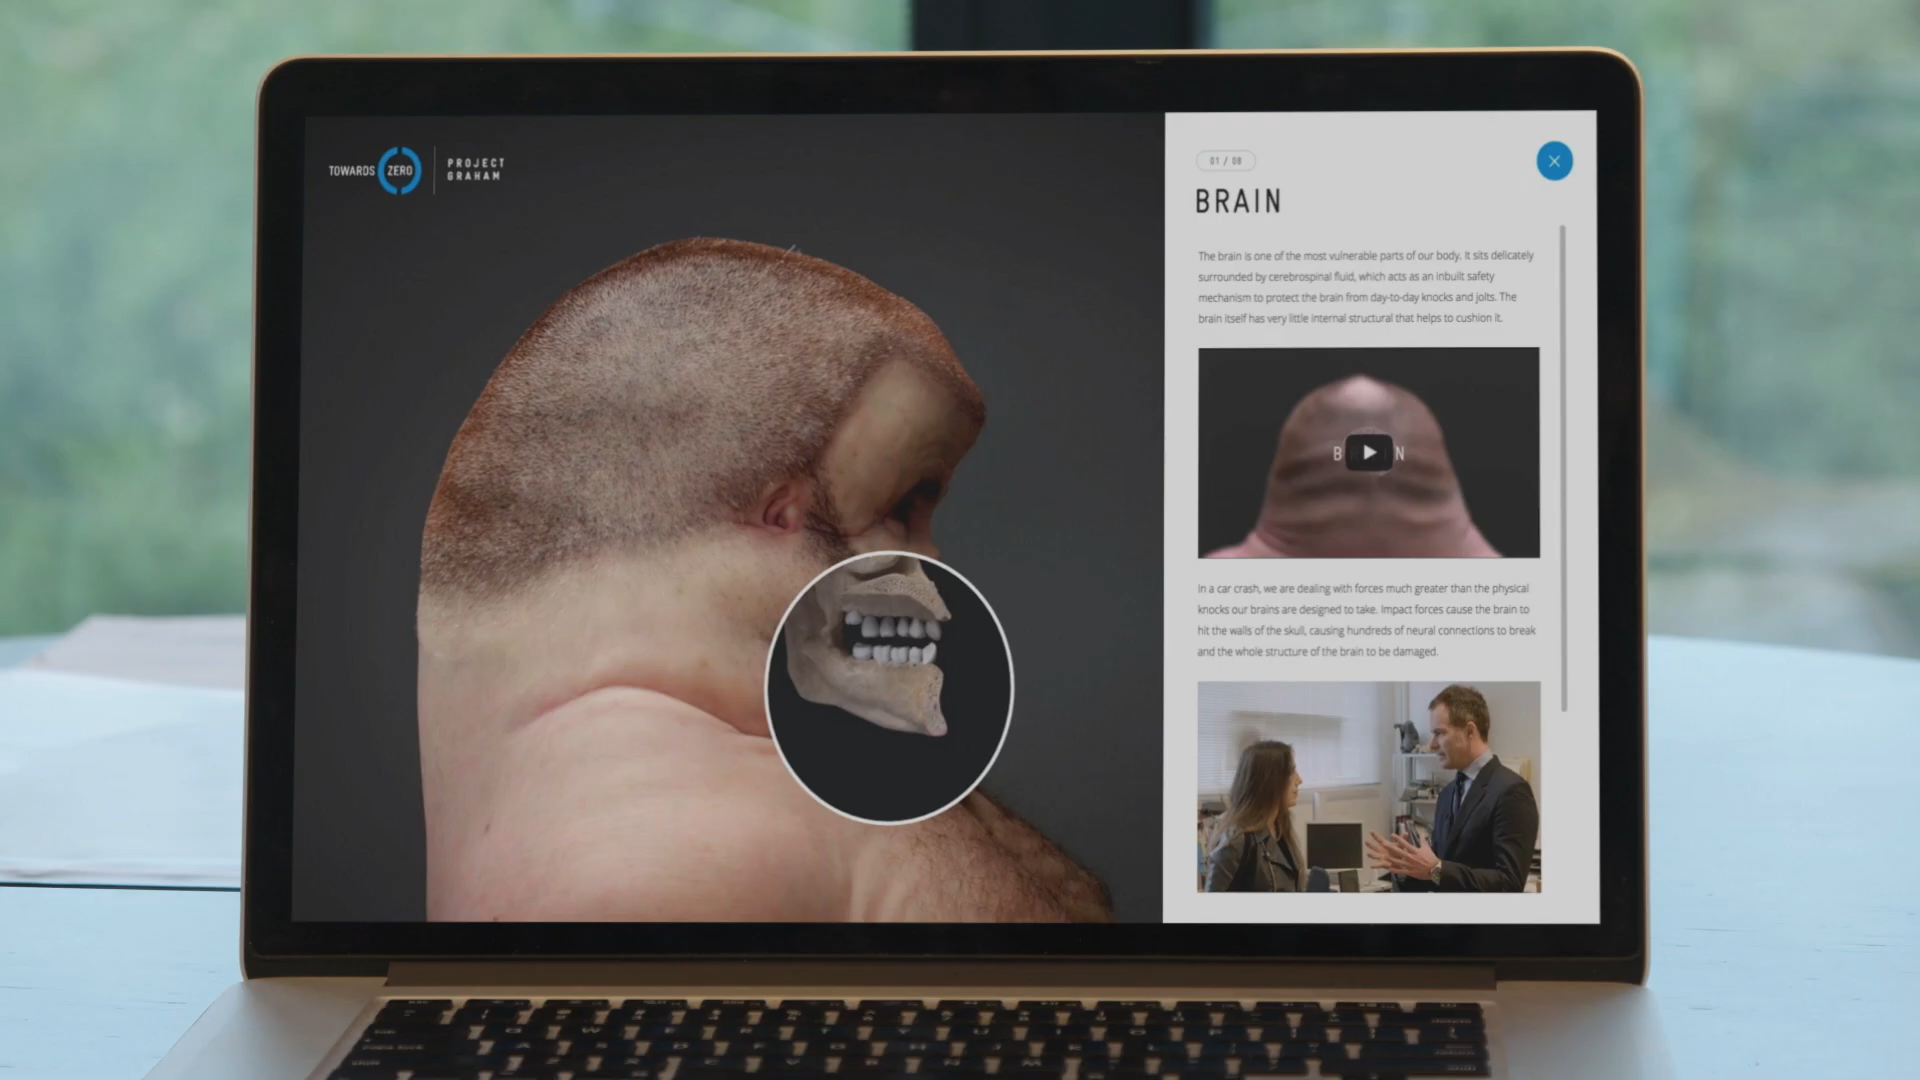 TOWARDS ZERO
PROJECT
GRAHAM
01 / 08
BRAIN
The brain is one of the most vulnerable parts of our body. It sits delicately
surrounded by cerebrospinal fluid, which acts as an inbuilt safety
mechanism to protect the brain from day-to-day knocks and jolts. The
brain itself has very little internal structural that helps to cushion it.
B N
In a car crash, we are dealing with forces much greater than the physical
knocks our brains are designed to take. Impact forces cause the brain to
hit the walls of the skull, causing hundreds of neural connections to break
and the whole structure of the brain to be damaged.